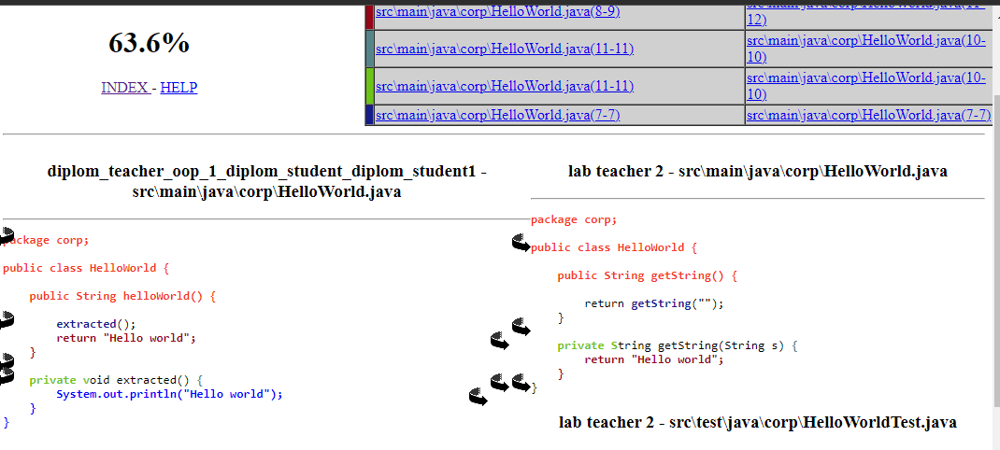 63.6%
INDEX - HELP
src\main\java\corp\HelloWorld.java(8-9)
src\main\java\corp\HelloWorld.java(11-
12)
src\main\java\corp\HelloWorld.java(11-11)
src\main\java\corp\HelloWorld.java(10-
10)
src\main\java\corp\HelloWorld.java(11-11)
src\main\java\corp\HelloWorld.java(10-
10)
src\main\java\corp\HelloWorld.java(7-7)
src\main\java\corp\HelloWorld.java(7-7)
diplom_teacher_oop_1_diplom_student_diplom_student1 -
src\main\java\corp\HelloWorld.java
package corp;
public class HelloWorld {
public String helloWorld() {
extracted();
return "Hello world";
}
private void extracted() {
System.out.println("Hello world");
}
}
lab teacher 2 - src\main\java\corp\HelloWorld.java
package corp;
public class HelloWorld {
public String getString() {
return getString("");
}
private String getString(String s) {
return "Hello world";
}
}
lab teacher 2 - src\test\java\corp\HelloWorldTest.java